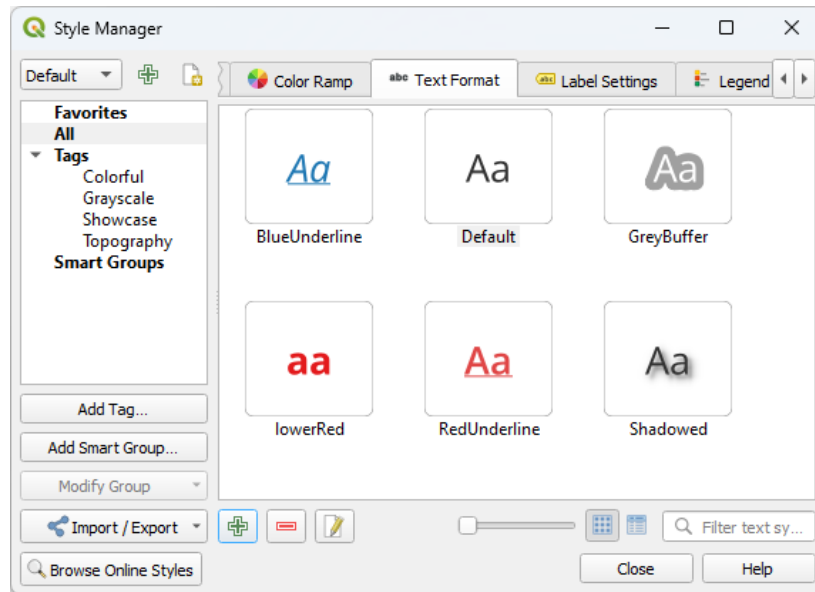 Style Manager
Default
Color Ramp
abc Text Format
abc Label Settings
Legend
Favorites
All
Tags
Colorful
Grayscale
Showcase
Topography
Smart Groups
Aa
BlueUnderline
Aa
Default
Aa
GreyBuffer
aa
lowerRed
Aa
RedUnderline
Aa
Shadowed
Add Tag...
Add Smart Group...
Modify Group
Import / Export
Filter text sy...
Browse Online Styles
Close
Help